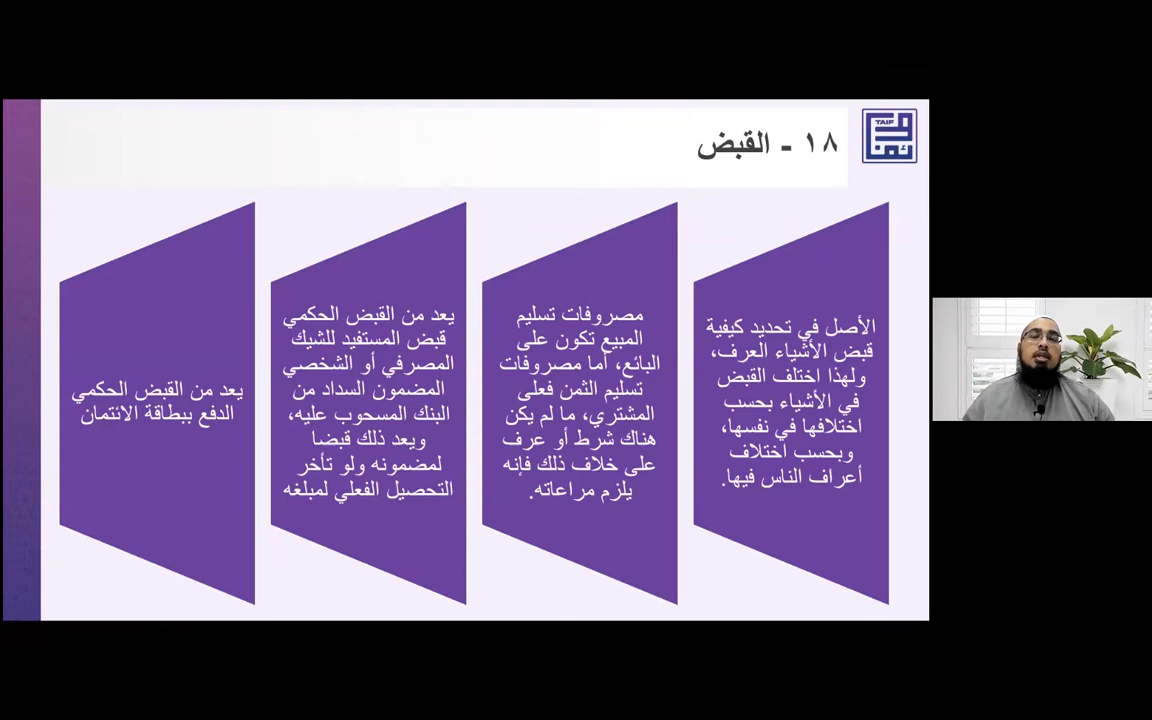 ١٨ - القبض
TAIF
الأصل في تحديد كيفية
قبض الأشياء العرف،
ولهذا اختلف القبض
في الأشياء بحسب
اختلافها في نفسها،
وبحسب اختلاف
أعراف الناس فيها.
مصروفات تسليم
المبيع تكون على
البائع، أما مصروفات
تسليم الثمن فعلى
المشتري، ما لم يكن
هناك شرط أو عرف
على خلاف ذلك فإنه
يلزم مراعاته.
يعد من القبض الحكمي
قبض المستفيد للشيك
المصرفي أو الشخصي
المضمون السداد من
البنك المسحوب عليه،
ويعد ذلك قبضا
لمضمونه ولو تأخر
التحصيل الفعلي لمبلغه
يعد من القبض الحكمي
الدفع ببطاقة الائتمان